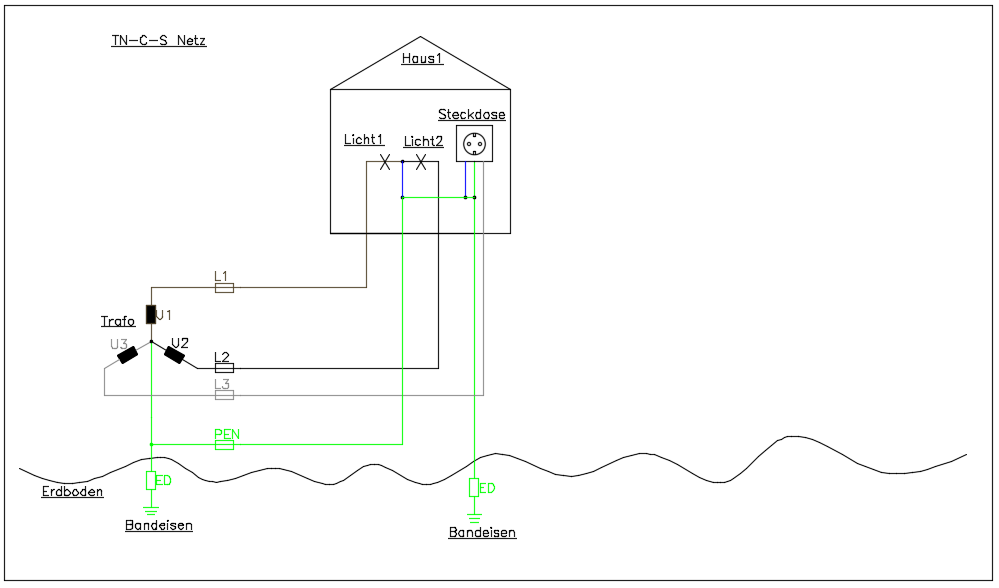 TN-C-S Netz
Haus1
Steckdose
Licht1
Licht2
L1
U1
Trafo
U3
U2
L2
L3
PEN
ED
ED
Erdboden
Bandeisen
Bandeisen